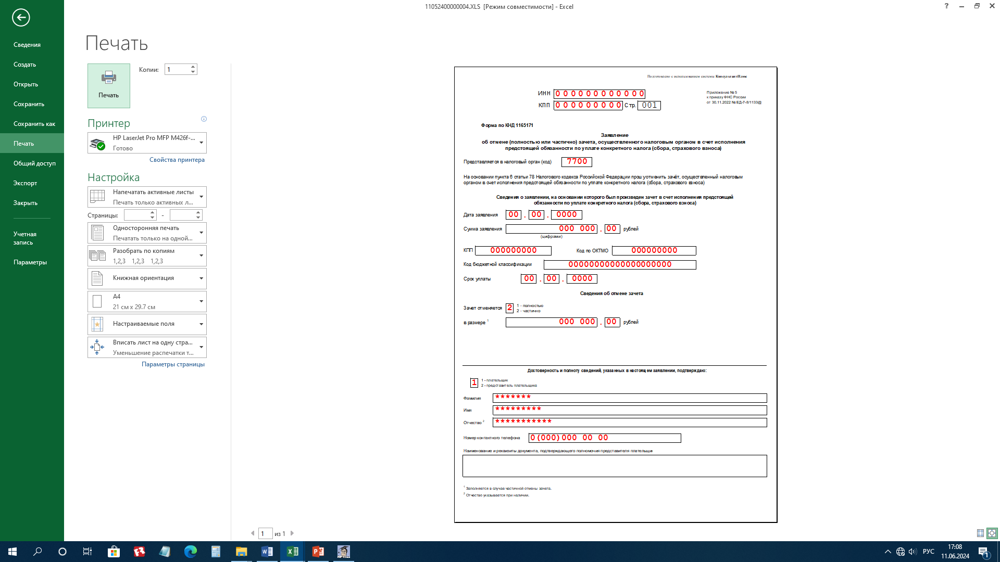 11052400000004.XLS [Режим совместимости] - Excel
?
Сведения
Создать
Открыть
Сохранить
Сохранить как
Печать
Общий доступ
Экспорт
Закрыть
Учетная
запись
Параметры
Печать
Печать
Копии: 1
Принтер
HP LaserJet Pro MFP M426f-...
Готово
Свойства принтера
Настройка
Напечатать активные листы
Печать только активных л...
Страницы: -
Односторонняя печать
Печатать только на одной...
Разобрать по копиям
1,2,3 1,2,3 1,2,3
Книжная ориентация
A4
21 см x 29.7 см
Настраиваемые поля
Вписать лист на одну стра...
Уменьшение распечатки т...
Параметры страницы
Подготовлено с использованием системы КонсультантПлюс
ИНН 000000000000
КПП 000000000 Стр. 001
Приложение № 5
к приказу ФНС России
от 30.11.2022 № ЕД-7-8/1133@
Форма по КНД 1165171
Заявление
об отмене (полностью или частично) зачета, осуществленного налоговым органом в счет исполнения
предстоящей обязанности по уплате конкретного налога (сбора, страхового взноса)
Представляется в налоговый орган (код) 7700
На основании пункта 6 статьи 78 Налогового кодекса Российской Федерации прошу отменить зачёт, осуществленный налоговым
органом в счет исполнения предстоящей обязанности по уплате конкретного налога (сбора, страхового взноса)
Сведения о заявлении, на основании которого был произведен зачет в счет исполнения предстоящей
обязанности по уплате конкретного налога (сбора, страхового взноса)
Дата заявления 00 . 00 . 0000
Сумма заявления 000 000 . 00 рублей
(цифрами)
КПП 000000000 Код по ОКТМО 000000000
Код бюджетной классификации 00000000000000000000
Срок уплаты 00 . 00 . 0000
Сведения об отмене зачета
Зачет отменяется 2 1 - полностью
2 - частично
в размере 1 000 000 . 00 рублей
Достоверность и полноту сведений, указанных в настоящем заявлении, подтверждаю:
1 1 - плательщик
2 - представитель плательщика
Фамилия *******
Имя *********
Отчество 2 ***********
Номер контактного телефона 0(000)000 00 00
Наименование и реквизиты документа, подтверждающего полномочия представителя плательщи
1 Заполняется в случае частичной отмены зачета.
2 Отчество указывается при наличии.
1 из 1
РУС
17:08
11.06.2024
1